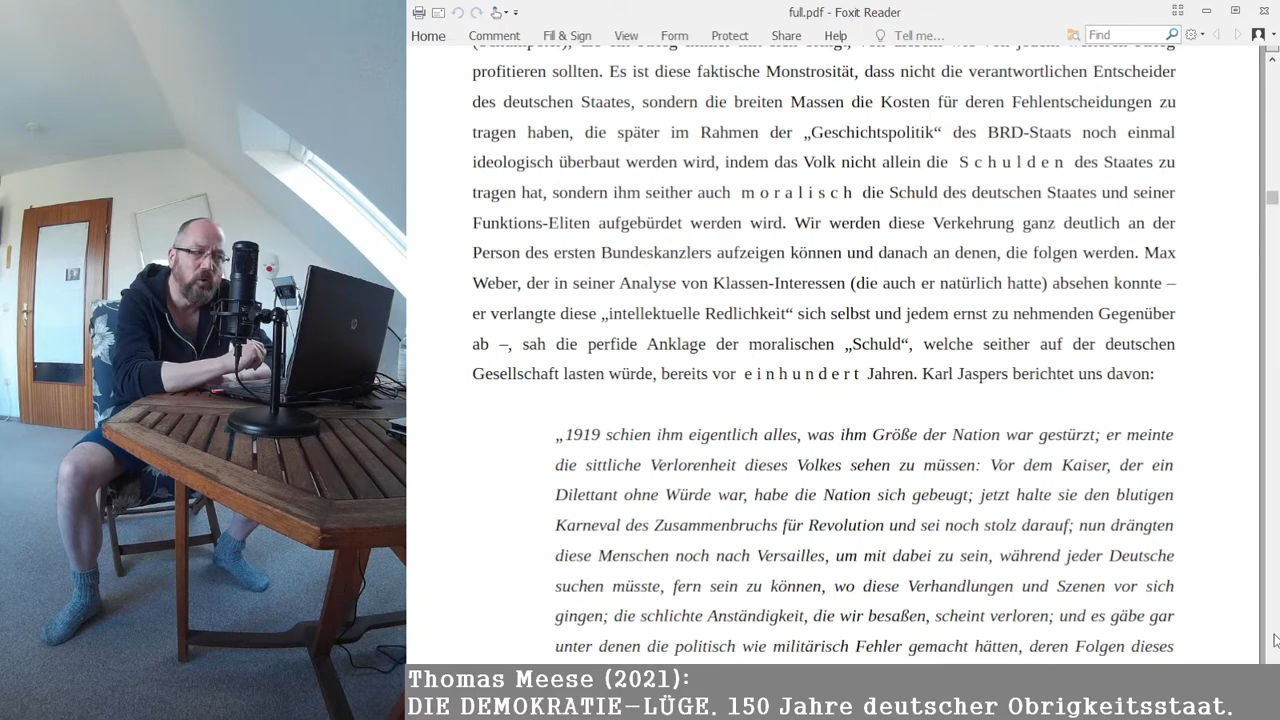 full.pdf - Foxit Reader
Home Comment Fill & Sign View Form Protect Share Help Tell me... Find
profitieren sollten. Es ist diese faktische Monstrosität, dass nicht die verantwortlichen Entscheider
des deutschen Staates, sondern die breiten Massen die Kosten für deren Fehlentscheidungen zu
tragen haben, die später im Rahmen der „Geschichtspolitik“ des BRD-Staats noch einmal
ideologisch überbaut werden wird, indem das Volk nicht allein die S c h u l d e n des Staates zu
tragen hat, sondern ihm seither auch m o r a l i s c h die Schuld des deutschen Staates und seiner
Funktions-Eliten aufgebürdet werden wird. Wir werden diese Verkehrung ganz deutlich an der
Person des ersten Bundeskanzlers aufzeigen können und danach an denen, die folgen werden. Max
Weber, der in seiner Analyse von Klassen-Interessen (die auch er natürlich hatte) absehen konnte –
er verlangte diese „intellektuelle Redlichkeit“ sich selbst und jedem ernst zu nehmenden Gegenüber
ab –, sah die perfide Anklage der moralischen „Schuld“, welche seither auf der deutschen
Gesellschaft lasten würde, bereits vor e i n h u n d e r t Jahren. Karl Jaspers berichtet uns davon:
„1919 schien ihm eigentlich alles, was ihm Größe der Nation war gestürzt; er meinte
die sittliche Verlorenheit dieses Volkes sehen zu müssen: Vor dem Kaiser, der ein
Dilettant ohne Würde war, habe die Nation sich gebeugt; jetzt halte sie den blutigen
Karneval des Zusammenbruchs für Revolution und sei noch stolz darauf; nun drängten
diese Menschen noch nach Versailles, um mit dabei zu sein, während jeder Deutsche
suchen müsste, fern sein zu können, wo diese Verhandlungen und Szenen vor sich
gingen; die schlichte Anständigkeit, die wir besaßen, scheint verloren; und es gäbe gar
unter denen die politisch wie militärisch Fehler gemacht hätten, deren Folgen dieses
Thomas Meese (2021):
DIE DEMOKRATIE-LÜGE. 150 Jahre deutscher Obrigkeitsstaat.